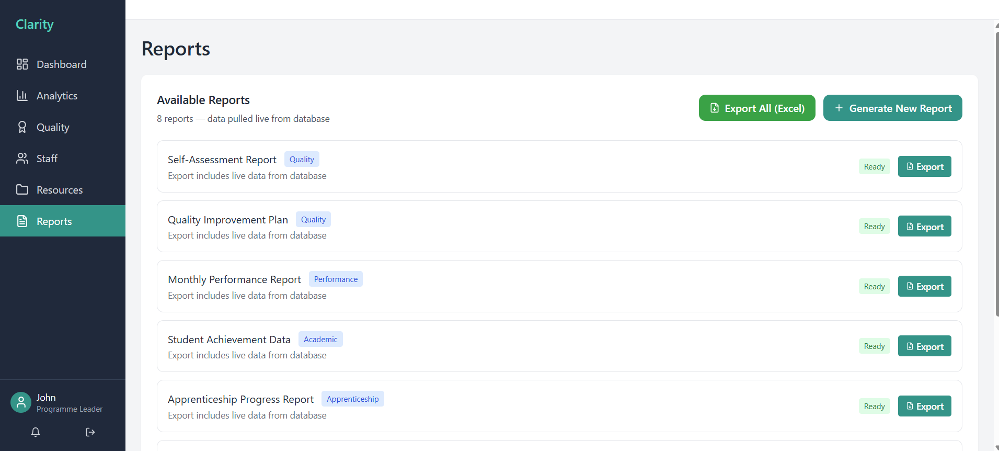 Clarity
Dashboard
Analytics
Quality
Staff
Resources
Reports
John
Programme Leader
Reports
Available Reports
8 reports — data pulled live from database
Export All (Excel)
Generate New Report
Self-Assessment Report Quality
Export includes live data from database
Ready Export
Quality Improvement Plan Quality
Export includes live data from database
Ready Export
Monthly Performance Report Performance
Export includes live data from database
Ready Export
Student Achievement Data Academic
Export includes live data from database
Ready Export
Apprenticeship Progress Report Apprenticeship
Export includes live data from database
Ready Export